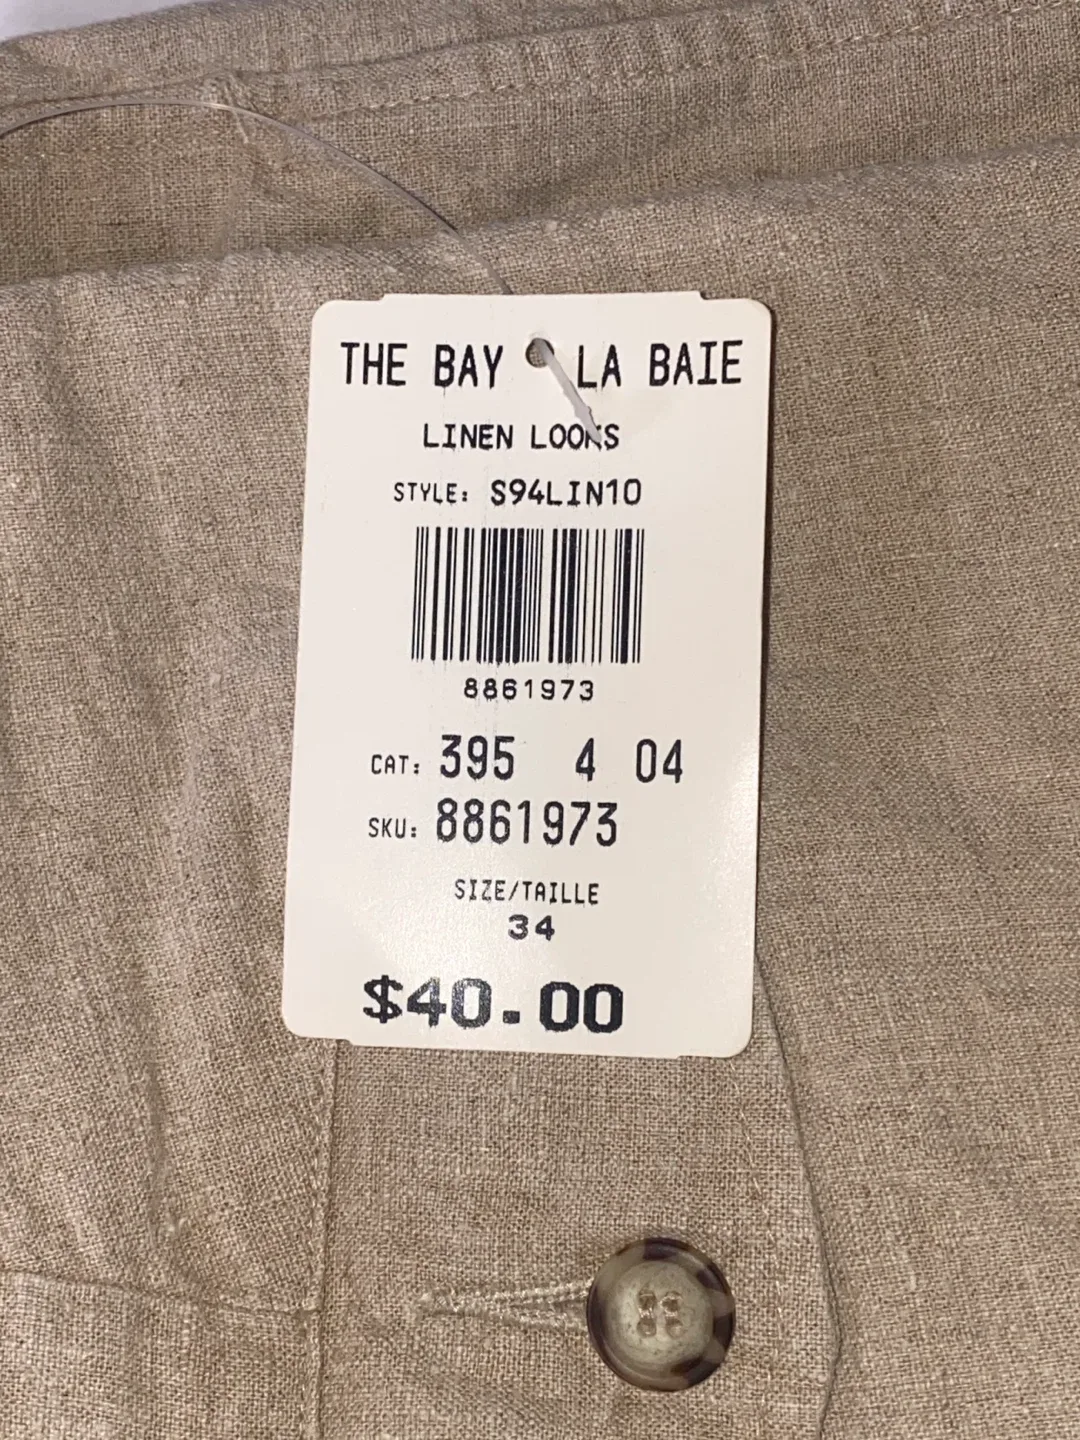 THE BAY LA BAIE
LINEN LOOKS
STYLE: S94LIN10
8861973
CAT: 395 4 04
SKU: 8861973
SIZE/TAILLE
34
$40.00